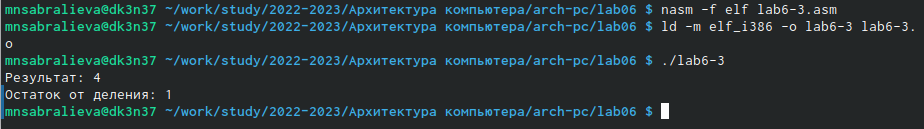 mnsabralieva@dk3n37 ~/work/study/2022-2023/Архитектура компьютера/arch-pc/lab06 $ nasm -f elf lab6-3.asm
mnsabralieva@dk3n37 ~/work/study/2022-2023/Архитектура компьютера/arch-pc/lab06 $ ld -m elf_i386 -o lab6-3 lab6-3.
o
mnsabralieva@dk3n37 ~/work/study/2022-2023/Архитектура компьютера/arch-pc/lab06 $ ./lab6-3
Результат: 4
Остаток от деления: 1
mnsabralieva@dk3n37 ~/work/study/2022-2023/Архитектура компьютера/arch-pc/lab06 $